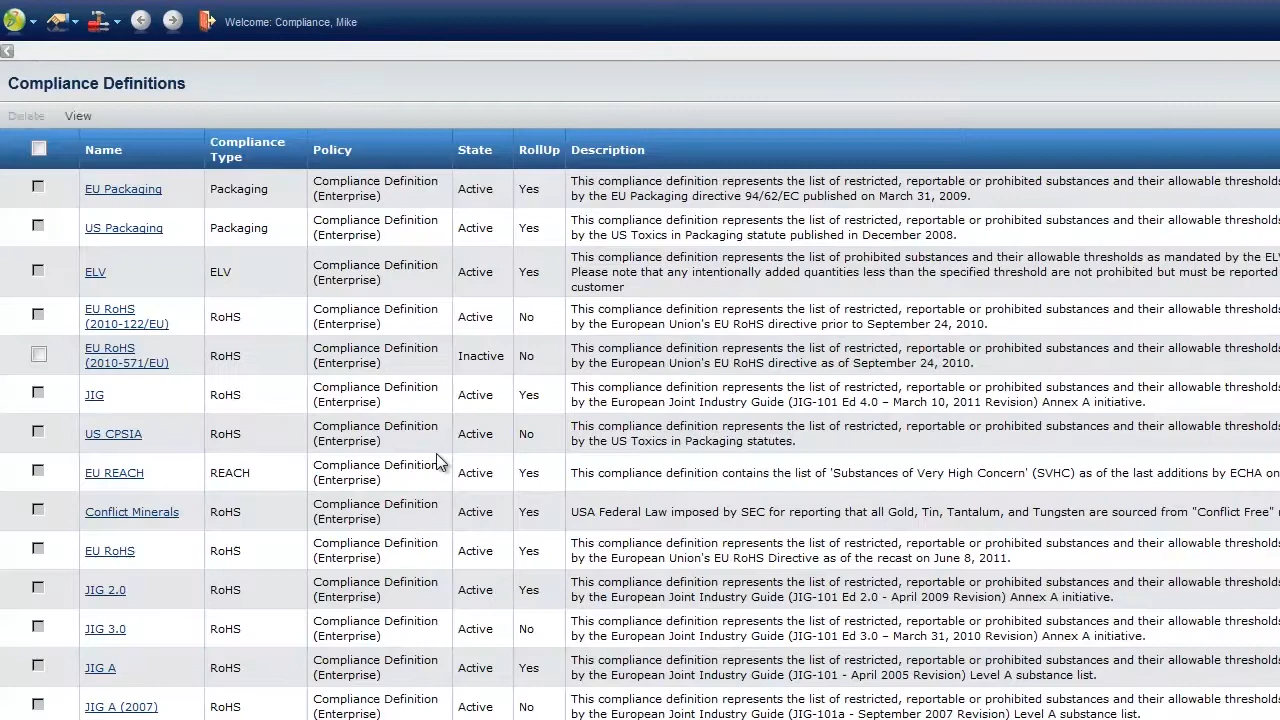 Welcome: Compliance, Mike
Compliance Definitions
Delete View
Name Compliance Type Policy State RollUp Description
EU Packaging Packaging Compliance Definition (Enterprise) Active Yes This compliance definition represents the list of restricted, reportable or prohibited substances and their allowable thresholds
by the EU Packaging directive 94/62/EC published on March 31, 2009.
US Packaging Packaging Compliance Definition (Enterprise) Active Yes This compliance definition represents the list of restricted, reportable or prohibited substances and their allowable thresholds
by the US Toxics in Packaging statute published in December 2008.
ELV ELV Compliance Definition (Enterprise) Active Yes This compliance definition represents the list of prohibited substances and their allowable thresholds as mandated by the ELV
Please note that any intentionally added quantities less than the specified threshold are not prohibited but must be reported
customer
EU RoHS (2010-122/EU) RoHS Compliance Definition (Enterprise) Active No This compliance definition represents the list of restricted, reportable or prohibited substances and their allowable thresholds
by the European Union's EU RoHS directive prior to September 24, 2010.
EU RoHS (2010-571/EU) RoHS Compliance Definition (Enterprise) Inactive No This compliance definition represents the list of restricted, reportable or prohibited substances and their allowable thresholds
by the European Union's EU RoHS directive as of September 24, 2010.
JIG RoHS Compliance Definition (Enterprise) Active Yes This compliance definition represents the list of restricted, reportable or prohibited substances and their allowable thresholds
by the European Joint Industry Guide (JIG-101 Ed 4.0 – March 10, 2011 Revision) Annex A initiative.
US CPSIA RoHS Compliance Definition (Enterprise) Active No This compliance definition represents the list of restricted, reportable or prohibited substances and their allowable thresholds
by the US Toxics in Packaging statutes.
EU REACH REACH Compliance Definition (Enterprise) Active Yes This compliance definition contains the list of 'Substances of Very High Concern' (SVHC) as of the last additions by ECHA on
Conflict Minerals RoHS Compliance Definition (Enterprise) Active Yes USA Federal Law imposed by SEC for reporting that all Gold, Tin, Tantalum, and Tungsten are sourced from "Conflict Free"
EU RoHS RoHS Compliance Definition (Enterprise) Active Yes This compliance definition represents the list of restricted, reportable or prohibited substances and their allowable thresholds
by the European Union's EU RoHS Directive as of the recast on June 8, 2011.
JIG 2.0 RoHS Compliance Definition (Enterprise) Active Yes This compliance definition represents the list of restricted, reportable or prohibited substances and their allowable thresholds
by the European Joint Industry Guide (JIG-101 Ed 2.0 - April 2009 Revision) Annex A initiative.
JIG 3.0 RoHS Compliance Definition (Enterprise) Active No This compliance definition represents the list of restricted, reportable or prohibited substances and their allowable thresholds
by the European Joint Industry Guide (JIG-101 Ed 3.0 – March 31, 2010 Revision) Annex A initiative.
JIG A RoHS Compliance Definition (Enterprise) Active Yes This compliance definition represents the list of restricted, reportable or prohibited substances and their allowable thresholds
by the European Joint Industry Guide (JIG-101 - April 2005 Revision) Level A substance list.
JIG A (2007) RoHS Compliance Definition (Enterprise) Active No This compliance definition represents the list of restricted, reportable or prohibited substances and their allowable thresholds
by the European Joint Industry Guide (JIG-101a - September 2007 Revision) Level A substance list.